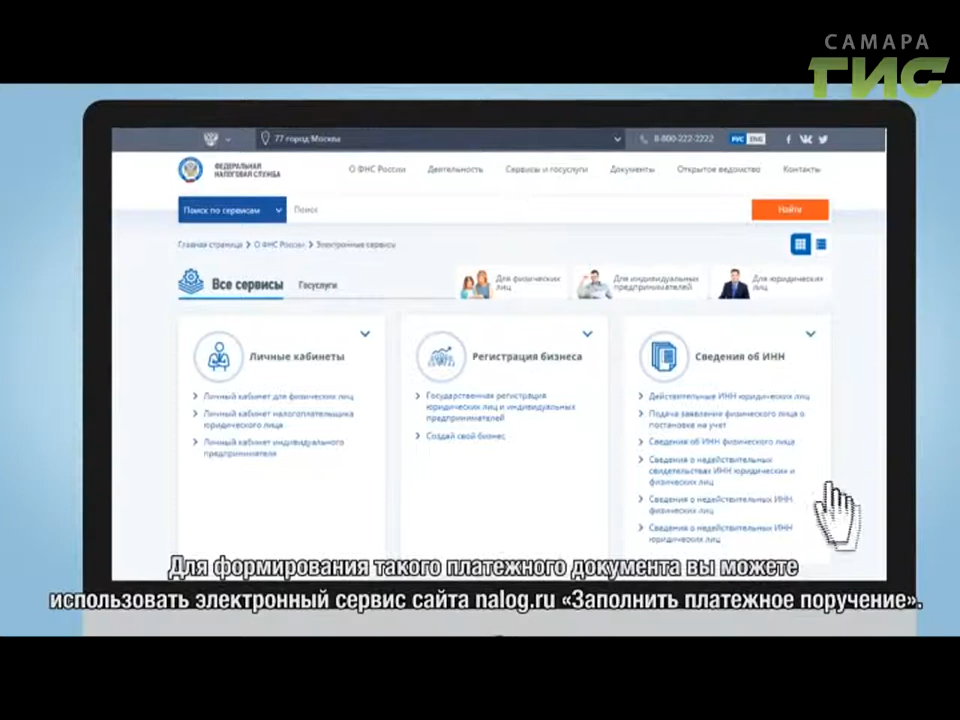 САМАРА
ГИС
77 город Москва
8-800-222-2222
РУС ENG
ФЕДЕРАЛЬНАЯ
НАЛОГОВАЯ СЛУЖБА
О ФНС России
Деятельность
Сервисы и госуслуги
Документы
Открытое ведомство
Контакты
Поиск по сервисам
Поиск
Найти
Главная страница > О ФНС России > Электронные сервисы
Все сервисы
Госуслуги
Для физических
лиц
Для индивидуальных
предпринимателей
Для юридических
лиц
Личные кабинеты
Личный кабинет для физических лиц
Личный кабинет налогоплательщика
юридического лица
Личный кабинет индивидуального
предпринимателя
Регистрация бизнеса
Государственная регистрация
юридических лиц и индивидуальных
предпринимателей
Создай свой бизнес
Сведения об ИНН
Действительные ИНН юридических лиц
Подача заявления физического лица о
постановке на учет
Сведения об ИНН физического лица
Сведения о недействительных
свидетельствах ИНН юридических и
физических лиц
Сведения о недействительных ИНН
физических лиц
Сведения о недействительных ИНН
юридических лиц
Для формирования такого платежного документа вы можете
использовать электронный сервис сайта nalog.ru «Заполнить платежное поручение».